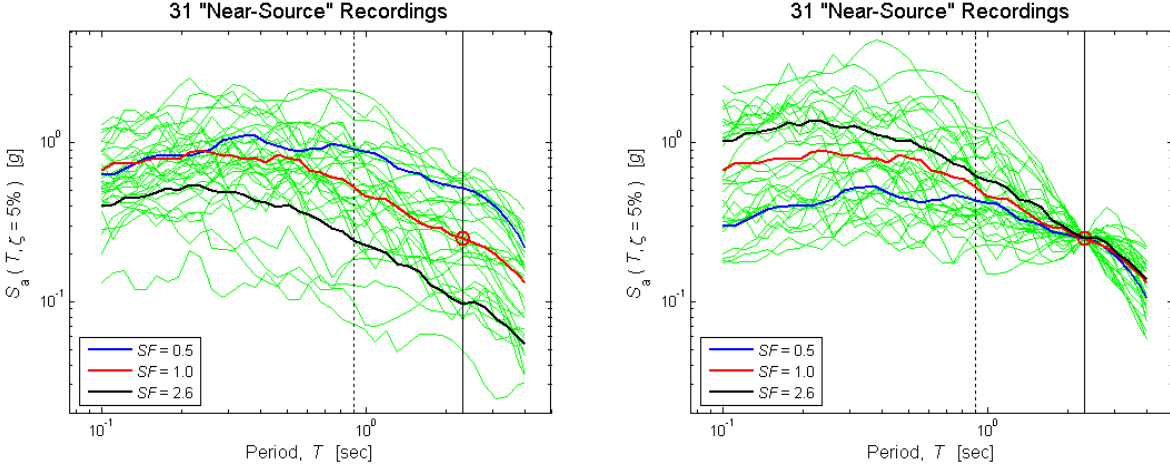 31 "Near-Source" Recordings
S_a ( T, ζ = 5% ) [g]
10^0
10^-1
SF = 0.5
SF = 1.0
SF = 2.6
10^-1
10^0
Period, T [sec]
31 "Near-Source" Recordings
S_a ( T, ζ = 5% ) [g]
10^0
10^-1
SF = 0.5
SF = 1.0
SF = 2.6
10^-1
10^0
Period, T [sec]